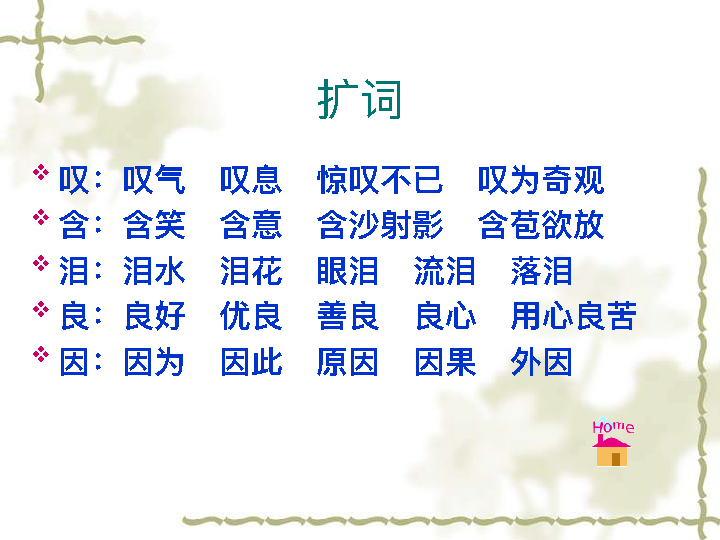 扩词
叹：叹气 叹息 惊叹不已 叹为奇观
含：含笑 含意 含沙射影 含苞欲放
泪：泪水 泪花 眼泪 流泪 落泪
良：良好 优良 善良 良心 用心良苦
因：因为 因此 原因 因果 外因
Home